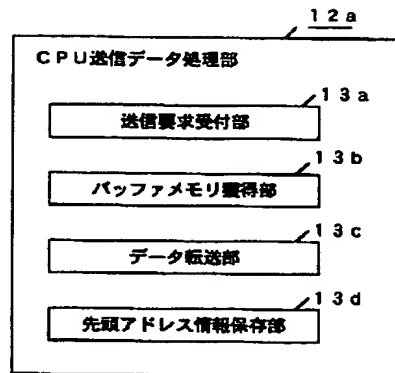 12a
CPU送信データ処理部
13a
送信要求受付部
13b
バッファメモリ獲得部
13c
データ転送部
13d
先頭アドレス情報保存部